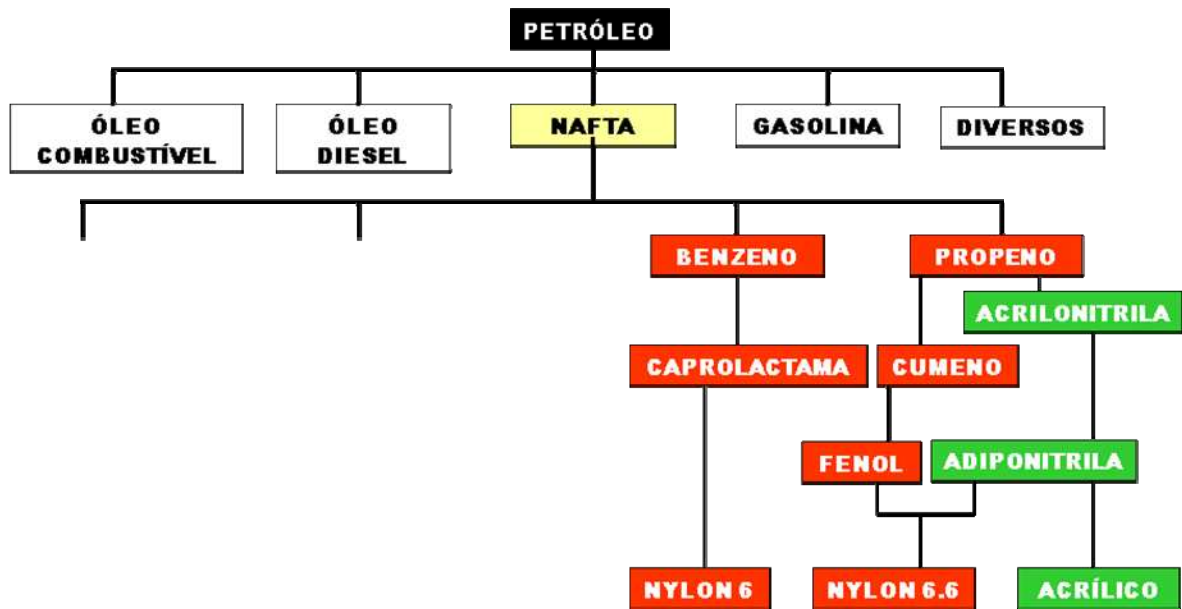 PETRÓLEO
ÓLEO
COMBUSTÍVEL
ÓLEO
DIESEL
NAFTA
GASOLINA
DIVERSOS
BENZENO
PROPENO
ACRILONITRILA
CAPROLACTAMA
CUMENO
FENOL
ADIPONITRILA
NYLON 6
NYLON 6.6
ACRÍLICO